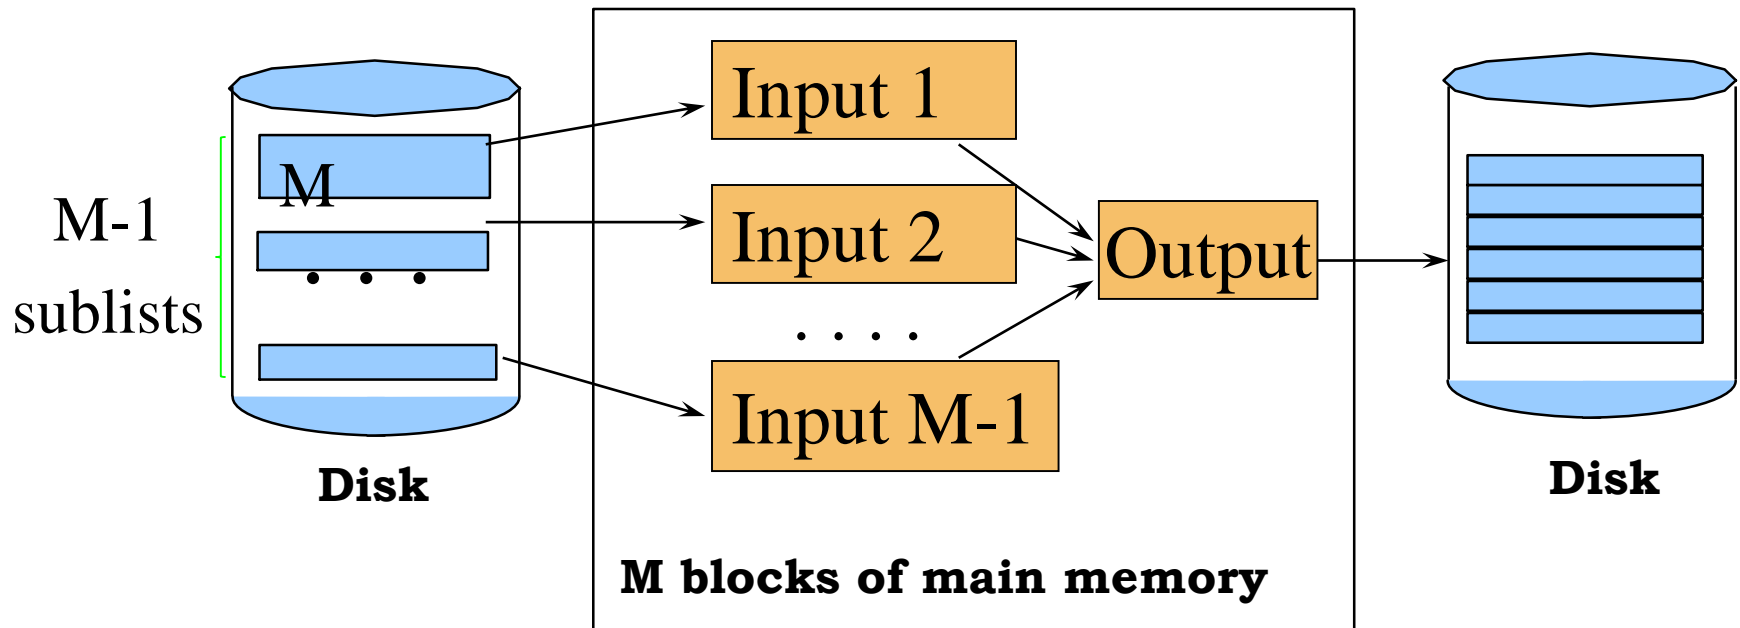 M-1
sublists
M
• • •
Disk
Input 1
Input 2
. . . .
Input M-1
Output
M blocks of main memory
Disk